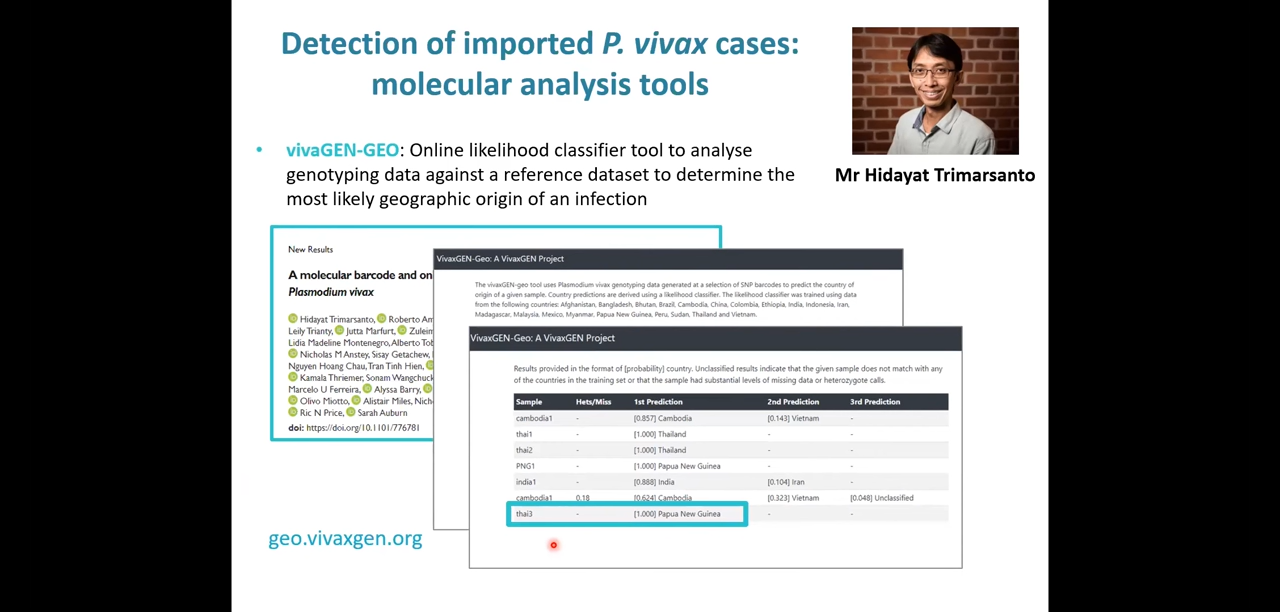 Detection of imported P. vivax cases:
molecular analysis tools
Mr Hidayat Trimarsanto
• vivaGEN-GEO: Online likelihood classifier tool to analyse
genotyping data against a reference dataset to determine the
most likely geographic origin of an infection
New Results
A molecular barcode and on
Plasmodium vivax
Hidayat Trimarsanto, Roberto Am
Leily Trianty, Jutta Marfurt, Zuleim
Lidia Madeline Montenegro, Alberto Tob
Nicholas M Anstey, Sisay Getachew,
Nguyen Hoang Chau, Tran Tinh Hien,
Kamala Thriemer, Sonam Wangchuck
Marcelo U Ferreira, Alyssa Barry,
Olivo Miotto, Alistair Miles, Nich
Ric N Price, Sarah Auburn
doi: https://doi.org/10.1101/776781
VivaxGEN-Geo: A VivaxGEN Project
The vivaxGEN-geo tool uses Plasmodium vivax genotyping data generated at a selection of SNP barcodes to predict the country of
origin of a given sample. Country predictions are derived using a likelihood classifier. The likelihood classifier was trained using data
from the following countries: Afghanistan, Bangladesh, Bhutan, Brazil, Cambodia, China, Colombia, Ethiopia, India, Indonesia, Iran,
Madagascar, Malaysia, Mexico, Myanmar, Papua New Guinea, Peru, Sudan, Thailand and Vietnam.
VivaxGEN-Geo: A VivaxGEN Project
Results provided in the format of [probability] country. Unclassified results indicate that the given sample does not match with any
of the countries in the training set or that the sample had substantial levels of missing data or heterozygote calls.
Sample Hets/Miss 1st Prediction 2nd Prediction 3rd Prediction
cambodia1 - [0.857] Cambodia [0.143] Vietnam -
thai1 - [1.000] Thailand - -
thai2 - [1.000] Thailand - -
PNG1 - [1.000] Papua New Guinea - -
india1 - [0.888] India [0.104] Iran -
cambodia1 0.18 [0.624] Cambodia [0.323] Vietnam [0.048] Unclassified
thai3 - [1.000] Papua New Guinea - -
geo.vivaxgen.org